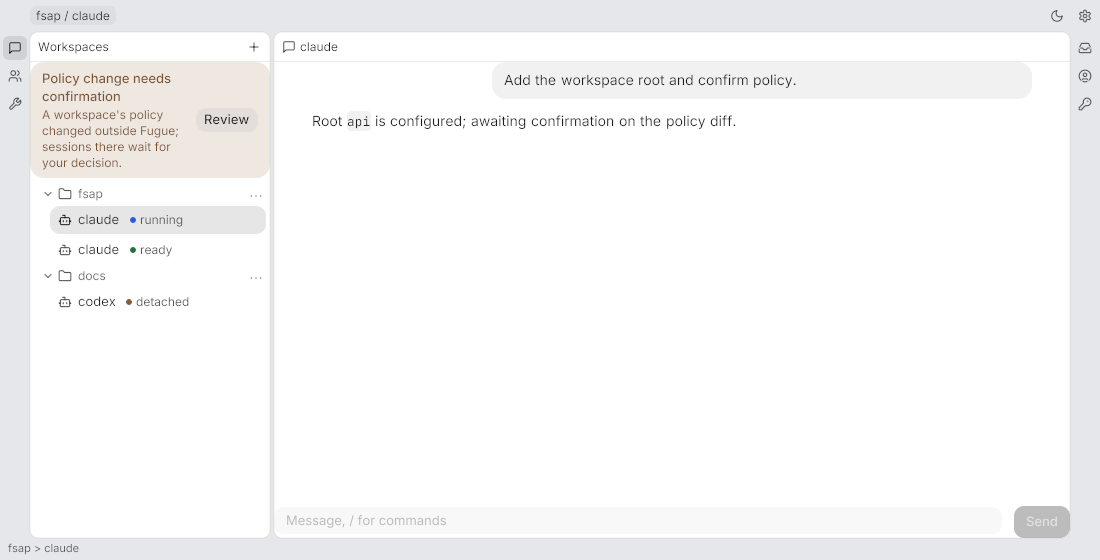 fsap / claude
Workspaces
Policy change needs
confirmation
A workspace's policy
changed outside Fugue;
sessions there wait for
your decision.
Review
fsap
...
claude
running
claude
ready
docs
...
codex
detached
claude
Add the workspace root and confirm policy.
Root api is configured; awaiting confirmation on the policy diff.
Message, / for commands
Send
fsap > claude